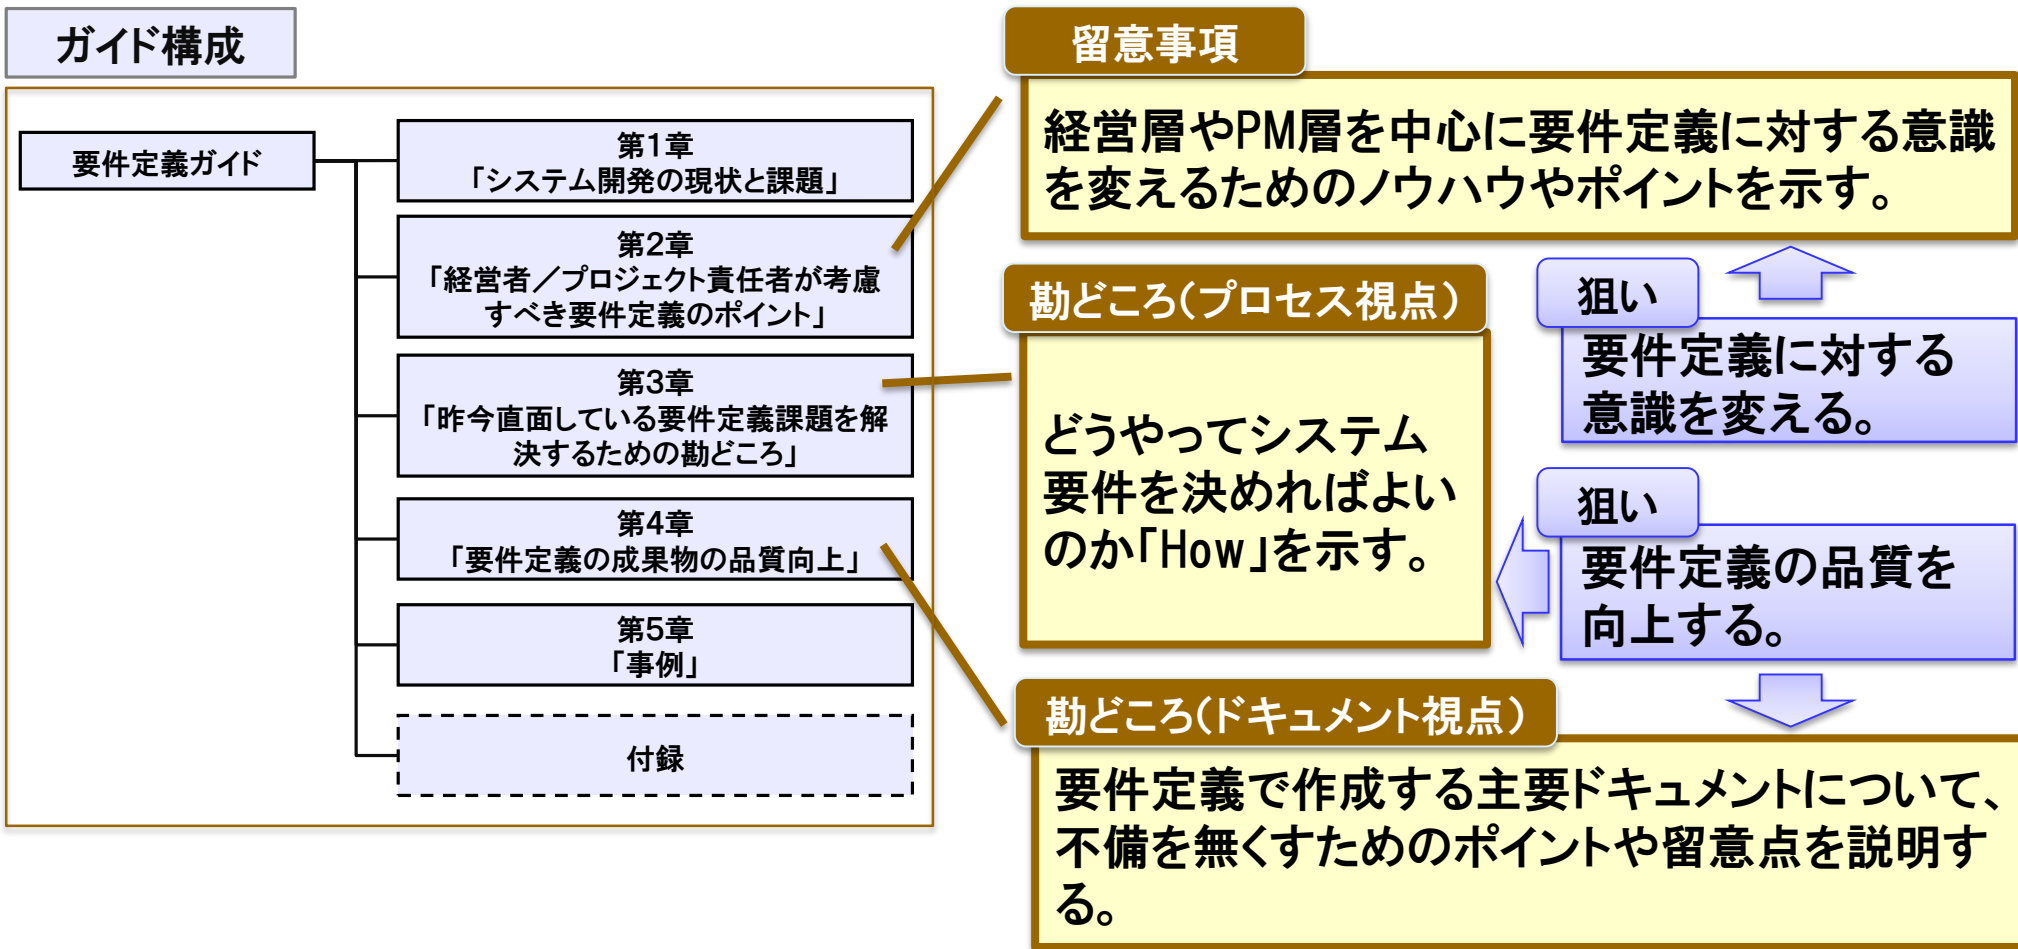 ガイド構成
要件定義ガイド
第1章
「システム開発の現状と課題」
第2章
「経営者／プロジェクト責任者が考慮
すべき要件定義のポイント」
第3章
「昨今直面している要件定義課題を解
決するための勘どころ」
第4章
「要件定義の成果物の品質向上」
第5章
「事例」
付録
留意事項
経営層やPM層を中心に要件定義に対する意識
を変えるためのノウハウやポイントを示す。
勘どころ（プロセス視点）
どうやってシステム
要件を決めればよい
のか「How」を示す。
狙い
要件定義に対する
意識を変える。
狙い
要件定義の品質を
向上する。
勘どころ（ドキュメント視点）
要件定義で作成する主要ドキュメントについて、
不備を無くすためのポイントや留意点を説明す
る。